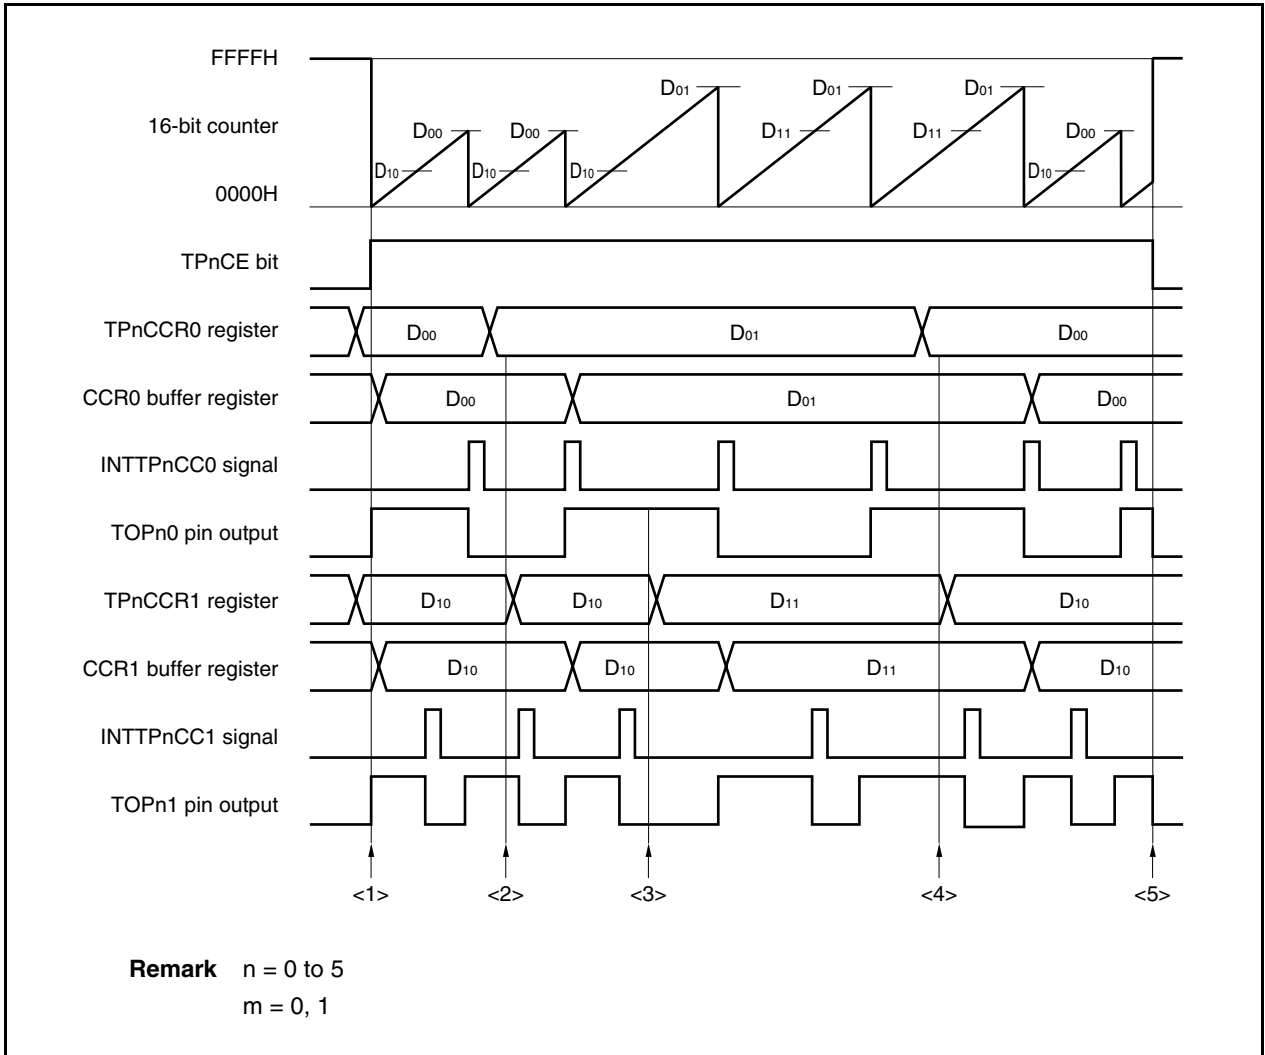 FFFFH
D01 D01 D01
16-bit counter
D00 D00 D11 D11 D00
D10 D10 D10 D10
0000H
TPnCE bit
TPnCCR0 register D00 D01 D00
CCR0 buffer register D00 D01 D00
INTTPnCC0 signal
TOPn0 pin output
TPnCCR1 register D10 D10 D11 D10
CCR1 buffer register D10 D10 D11 D10
INTTPnCC1 signal
TOPn1 pin output
<1> <2> <3> <4> <5>
Remark n = 0 to 5
m = 0, 1